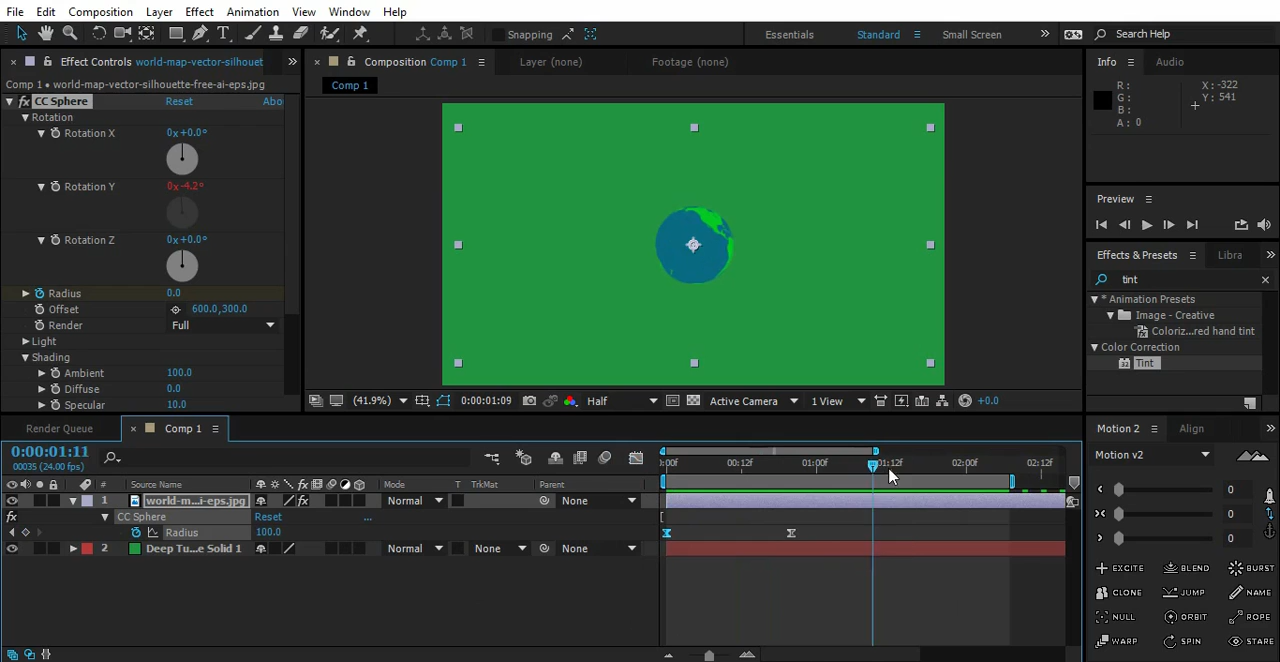 File Edit Composition Layer Effect Animation View Window Help
Snapping Essentials Standard Small Screen Search Help
Effect Controls world-map-vector-silhouet
Composition Comp 1 Layer (none) Footage (none)
Info Audio
Comp 1 • world-map-vector-silhouette-free-ai-eps.jpg
Comp 1
R :
G :
B :
A : 0
X : -322
Y : 541
fx CC Sphere Reset Abo
Rotation
Rotation X 0x+0.0°
Rotation Y 0x-4.2°
Rotation Z 0x+0.0°
Radius 0.0
Offset 600.0,300.0
Render Full
Light
Shading
Ambient 100.0
Diffuse 0.0
Specular 10.0
(41.9%) 0:00:01:09 Half Active Camera 1 View +0.0
Preview
Effects & Presets Libra
tint
* Animation Presets
Image - Creative
Coloriz...red hand tint
Color Correction
32 Tint
Render Queue Comp 1
0:00:01:11
00035 (24.00 fps)
# Source Name Mode T TrkMat Parent
:00f 00:12f 01:00f 01:12f 02:00f 02:12f
1 world-m...i-eps.jpg fx Normal None
fx CC Sphere Reset ...
Radius 100.0
2 Deep Tu...e Solid 1 Normal None None
Motion 2 Align
Motion v2
0
0
0
EXCITE BLEND BURST
CLONE JUMP NAME
NULL ORBIT ROPE
WARP SPIN STARE